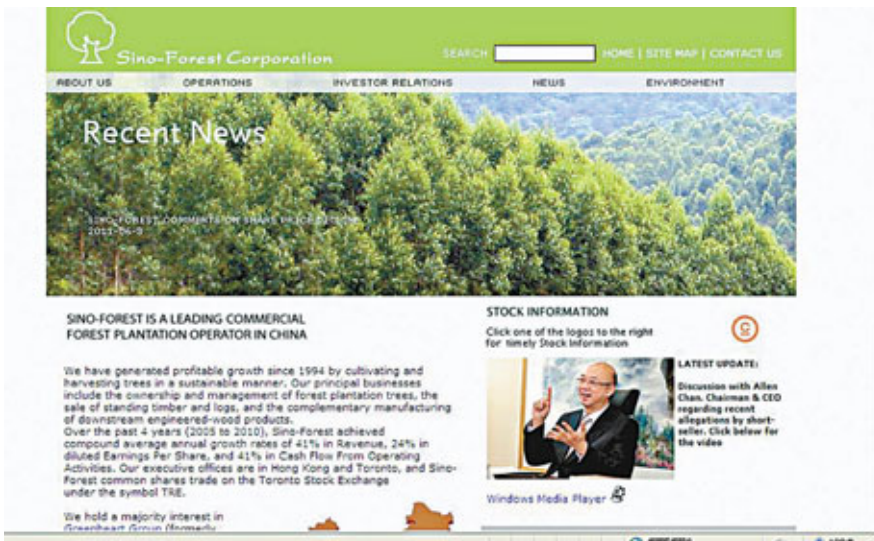 Sino-Forest Corporation
SEARCH
HOME | SITE MAP | CONTACT US
ABOUT US OPERATIONS INVESTOR RELATIONS NEWS ENVIRONMENT
Recent News
SINO-FOREST COMMENTS ON SHARE PRICE DECLINE
2011-06-3
SINO-FOREST IS A LEADING COMMERCIAL
FOREST PLANTATION OPERATOR IN CHINA
We have generated profitable growth since 1994 by cultivating and
harvesting trees in a sustainable manner. Our principal businesses
include the ownership and management of forest plantation trees, the
sale of standing timber and logs, and the complementary manufacturing
of downstream engineered-wood products.
Over the past 4 years (2005 to 2010), Sino-Forest achieved
compound average annual growth rates of 41% in Revenue, 24% in
diluted Earnings Per Share, and 41% in Cash Flow From Operating
Activities. Our executive offices are in Hong Kong and Toronto, and Sino-
Forest common shares trade on the Toronto Stock Exchange
under the symbol TRE.
We hold a majority interest in
Greenheart Group (formerly
STOCK INFORMATION
Click one of the logos to the right
for timely Stock Information
LATEST UPDATE:
Discussion with Allen
Chan, Chairman & CEO
regarding recent
allegations by short-
seller. Click below for
the video
Windows Media Player